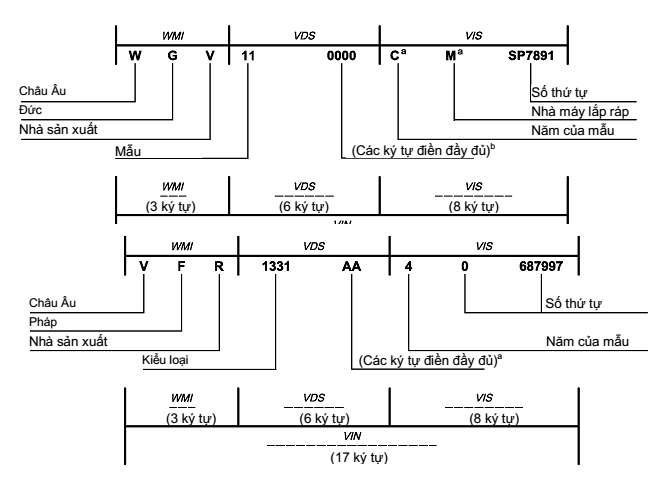 WMI VDS VIS
W G V 11 0000 Cᵃ Mᵃ SP7891
Châu Âu
Số thứ tự
Đức
Nhà máy lắp ráp
Nhà sản xuất
Năm của mẫu
Mẫu
(Các ký tự điền đầy đủ)ᵇ
WMI VDS VIS
(3 ký tự) (6 ký tự) (8 ký tự)
VIN
WMI VDS VIS
V F R 1331 AA 4 0 687997
Châu Âu
Số thứ tự
Pháp
Nhà sản xuất
Năm của mẫu
Kiểu loại
(Các ký tự điền đầy đủ)ᵃ
WMI VDS VIS
(3 ký tự) (6 ký tự) (8 ký tự)
VIN
(17 ký tự)